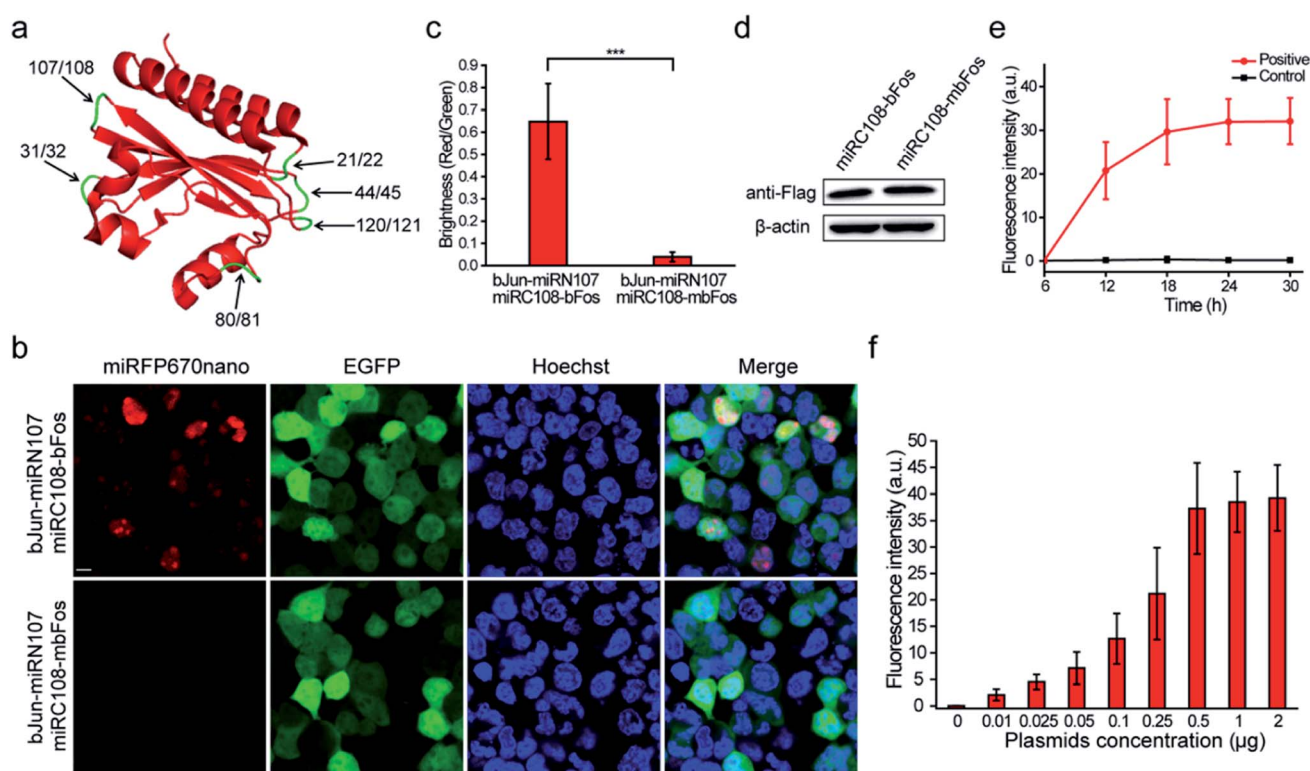 a
107/108
31/32
21/22
44/45
120/121
80/81
c
***
Brightness (Red/Green)
0.9
0.8
0.7
0.6
0.5
0.4
0.3
0.2
0.1
0.0
bJun-miRN107 bJun-miRN107
miRC108-bFos miRC108-mbFos
d
miRC108-bFos
miRC108-mbFos
anti-Flag
β-actin
e
Positive
Control
Fluorescence intensity (a.u.)
40
30
20
10
0
6 12 18 24 30
Time (h)
b
miRFP670nano EGFP Hoechst Merge
bJun-miRN107
miRC108-bFos
bJun-miRN107
miRC108-mbFos
f
Fluorescence intensity (a.u.)
50
45
40
35
30
25
20
15
10
5
0
0 0.01 0.025 0.05 0.1 0.25 0.5 1 2
Plasmids concentration (μg)